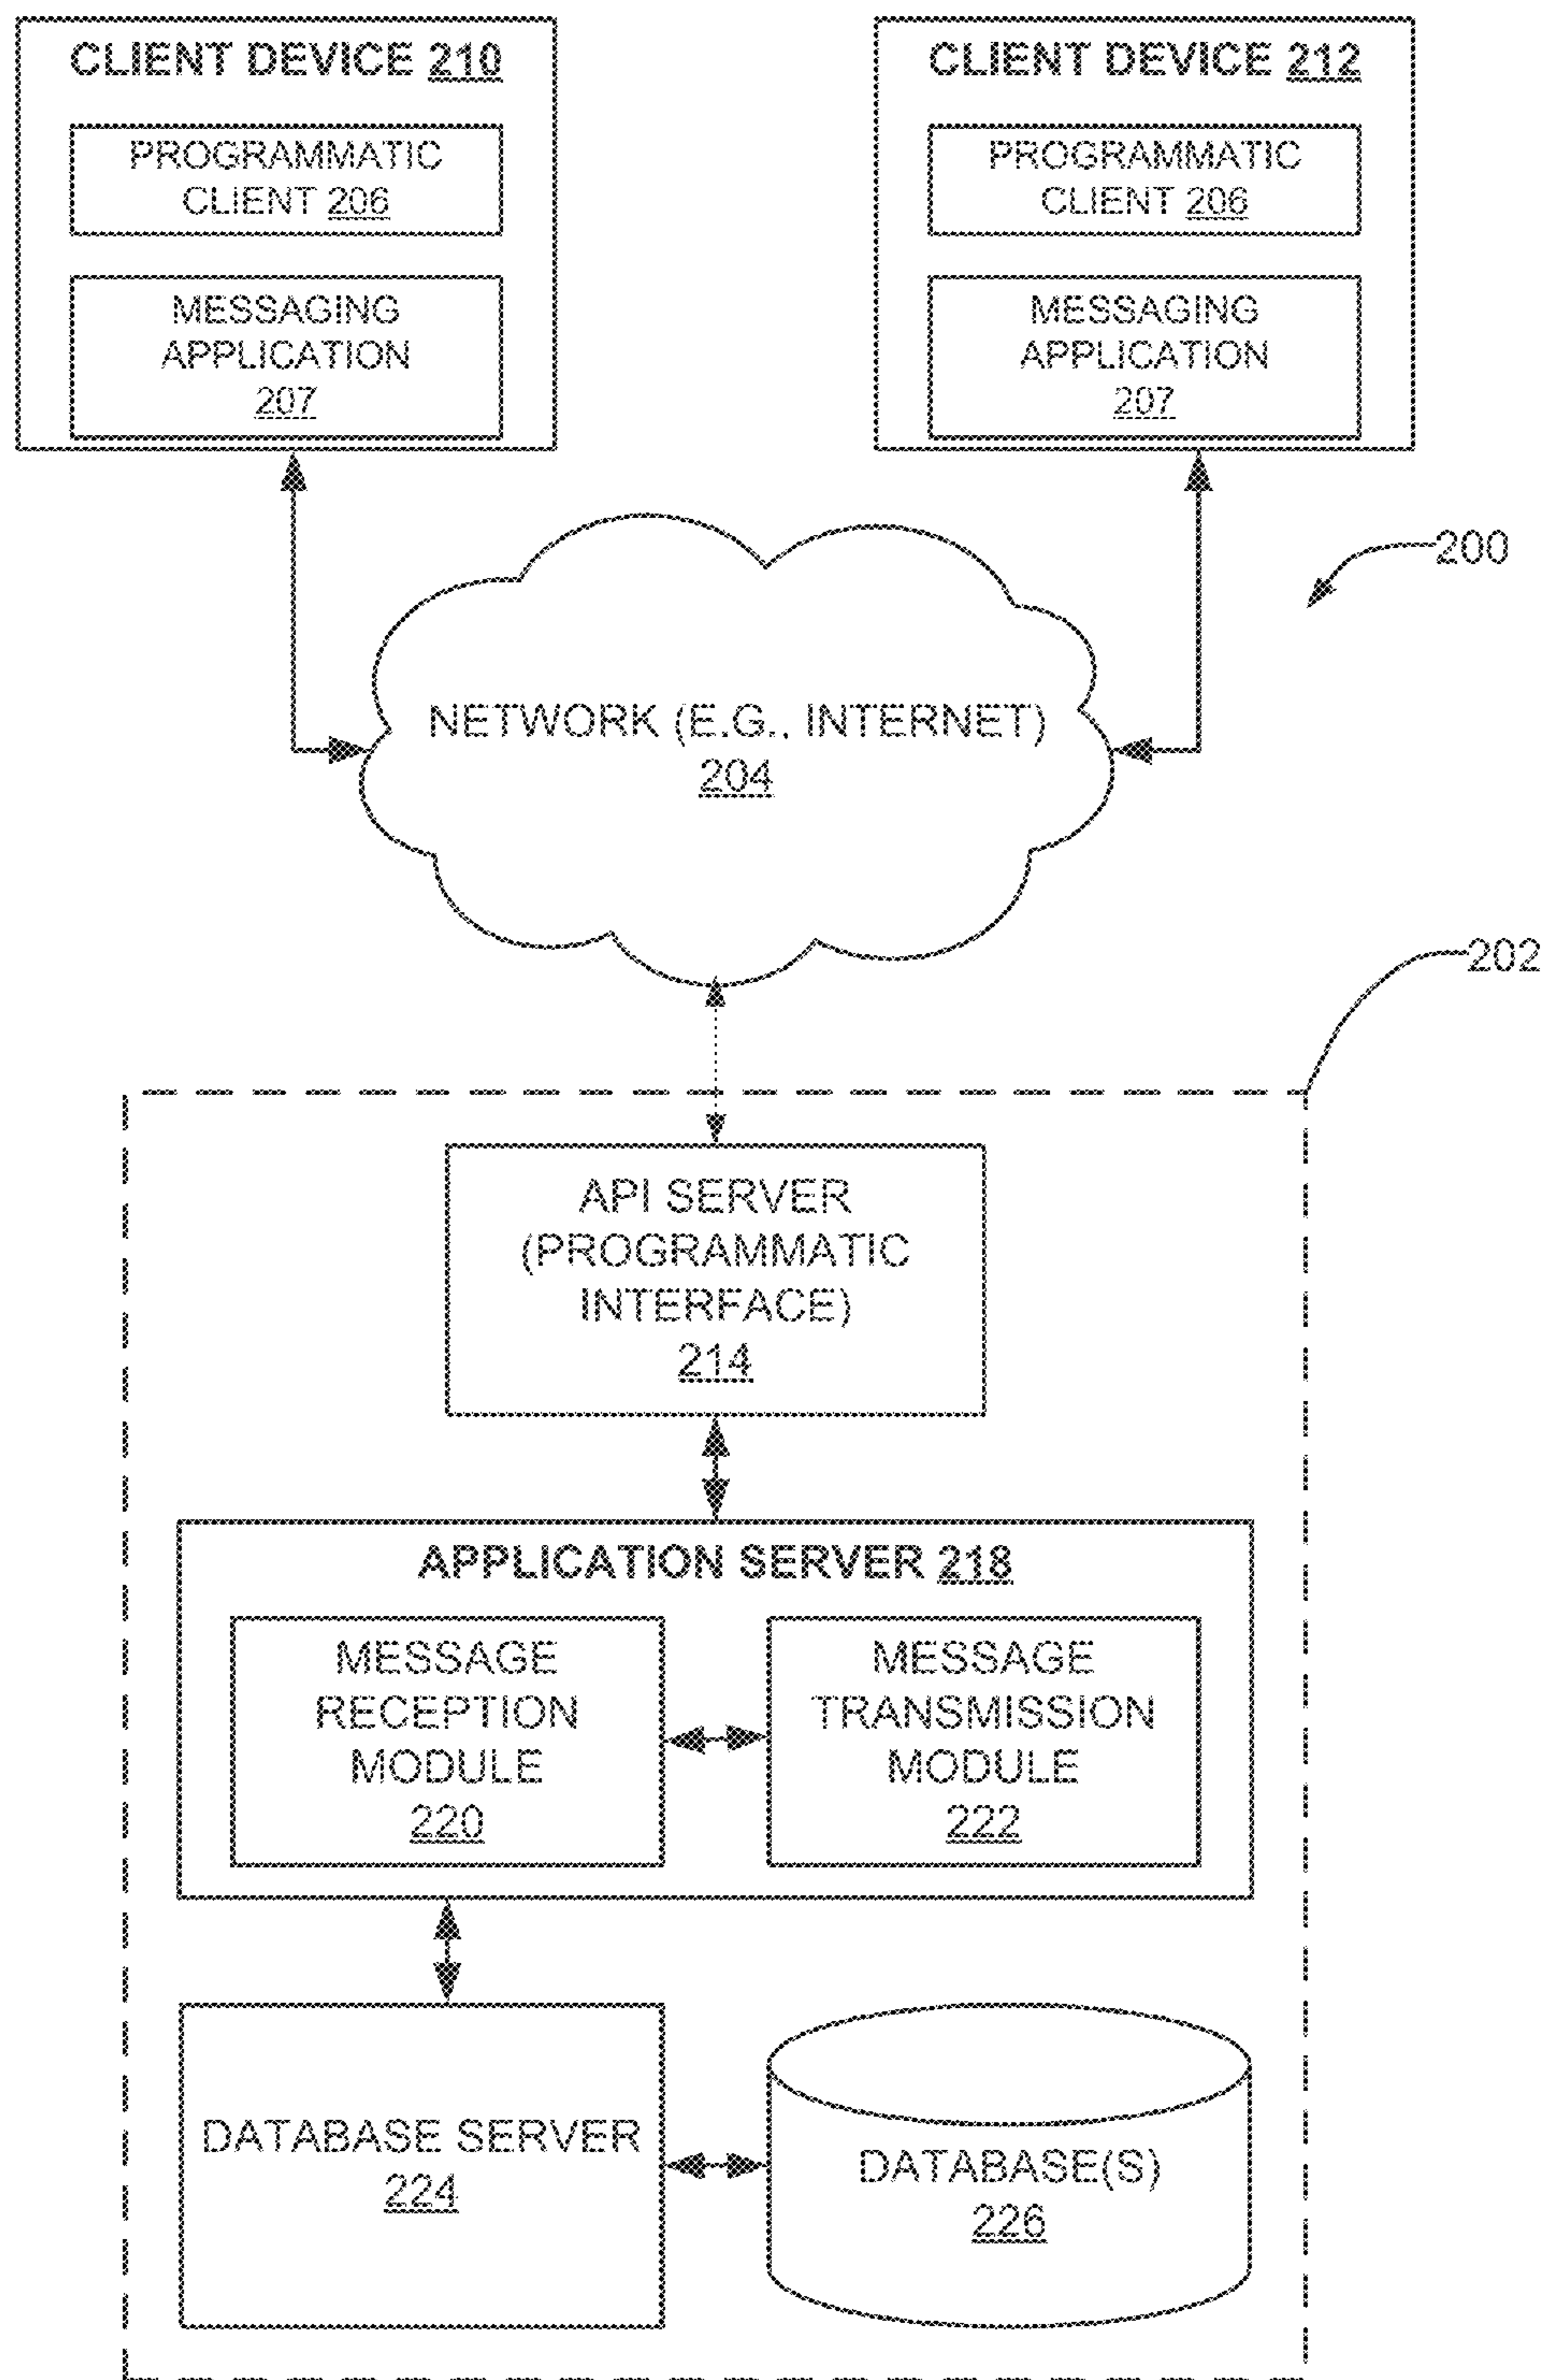 CLIENT DEVICE 210
PROGRAMMATIC
CLIENT 206
MESSAGING
APPLICATION
207
CLIENT DEVICE 212
PROGRAMMATIC
CLIENT 206
MESSAGING
APPLICATION
207
200
NETWORK (E.G., INTERNET)
204
202
API SERVER
(PROGRAMMATIC
INTERFACE)
214
APPLICATION SERVER 218
MESSAGE
RECEPTION
MODULE
220
MESSAGE
TRANSMISSION
MODULE
222
DATABASE SERVER
224
DATABASE(S)
226